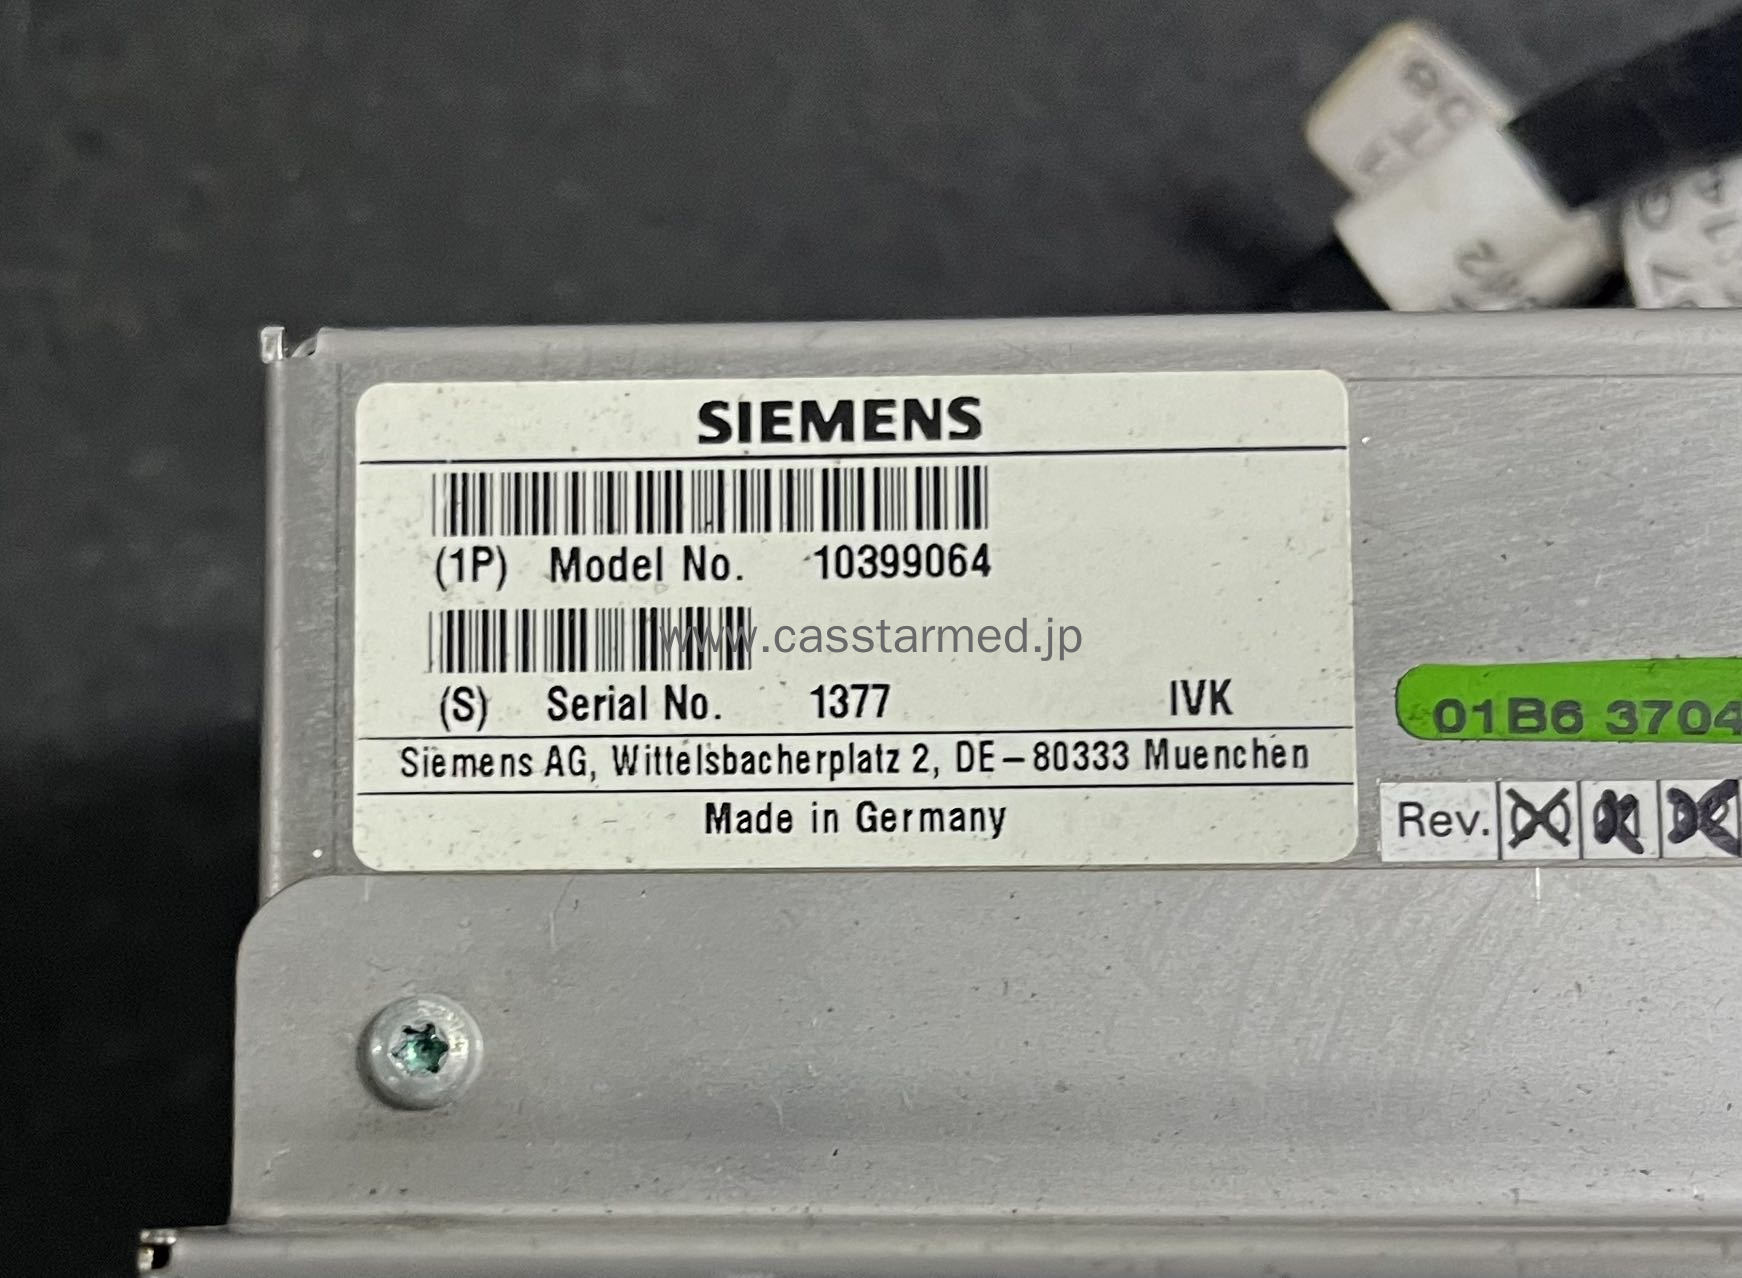 SIEMENS
(1P) Model No. 10399064
www.casstarmed.jp
(S) Serial No. 1377 IVK
Siemens AG, Wittelsbacherplatz 2, DE-80333 Muenchen
Made in Germany
01B6 3704
Rev.